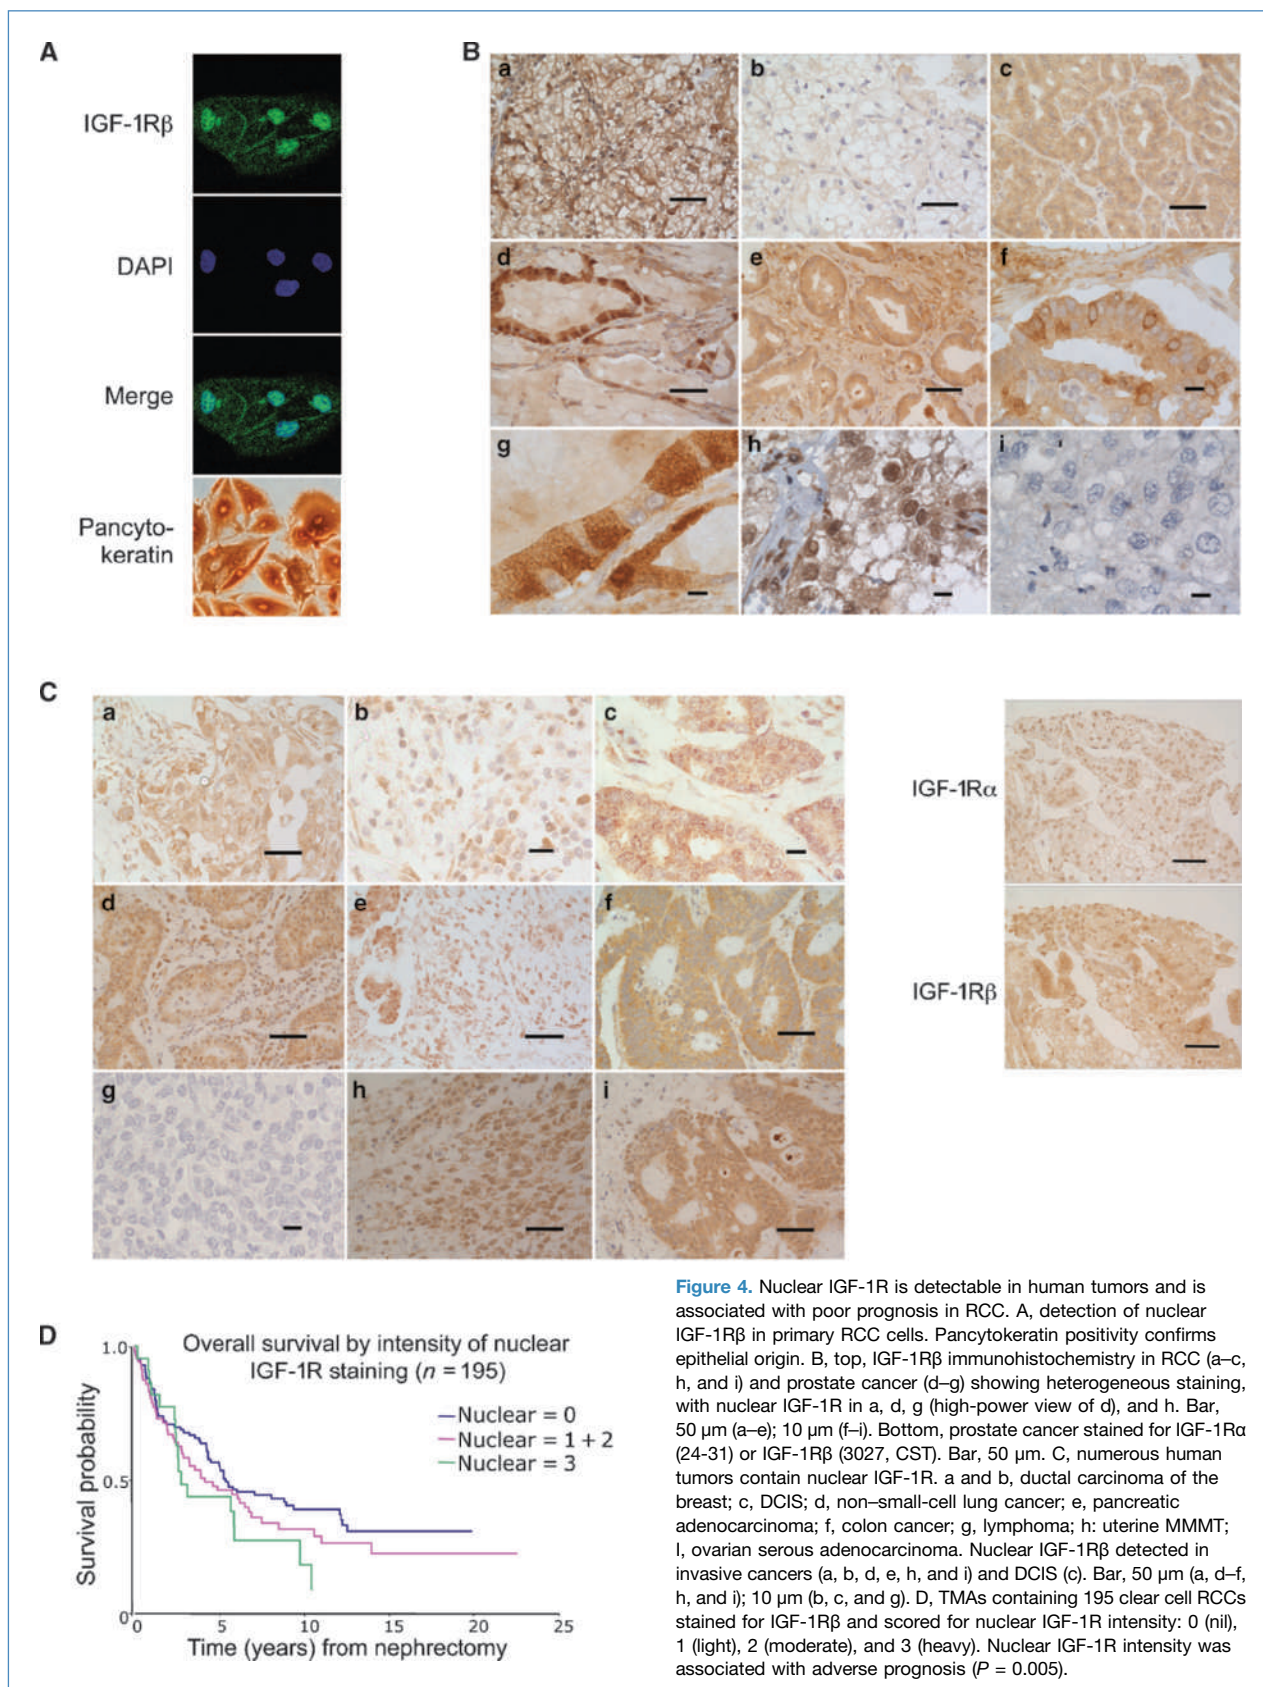 A
IGF-1Rβ
DAPI
Merge
Pancyto-
keratin
B
a
b
c
d
e
f
g
h
i
C
a
b
c
d
e
f
g
h
i
IGF-1Rα
IGF-1Rβ
D
Overall survival by intensity of nuclear
IGF-1R staining (n = 195)
Nuclear = 0
Nuclear = 1 + 2
Nuclear = 3
Survival probability
1.0
0.5
0
0
5
10
15
20
25
Time (years) from nephrectomy
Figure 4. Nuclear IGF-1R is detectable in human tumors and is
associated with poor prognosis in RCC. A, detection of nuclear
IGF-1Rβ in primary RCC cells. Pancytokeratin positivity confirms
epithelial origin. B, top, IGF-1Rβ immunohistochemistry in RCC (a–c,
h, and i) and prostate cancer (d–g) showing heterogeneous staining,
with nuclear IGF-1R in a, d, g (high-power view of d), and h. Bar,
50 μm (a–e); 10 μm (f–i). Bottom, prostate cancer stained for IGF-1Rα
(24-31) or IGF-1Rβ (3027, CST). Bar, 50 μm. C, numerous human
tumors contain nuclear IGF-1R. a and b, ductal carcinoma of the
breast; c, DCIS; d, non–small-cell lung cancer; e, pancreatic
adenocarcinoma; f, colon cancer; g, lymphoma; h: uterine MMMT;
I, ovarian serous adenocarcinoma. Nuclear IGF-1Rβ detected in
invasive cancers (a, b, d, e, h, and i) and DCIS (c). Bar, 50 μm (a, d–f,
h, and i); 10 μm (b, c, and g). D, TMAs containing 195 clear cell RCCs
stained for IGF-1Rβ and scored for nuclear IGF-1R intensity: 0 (nil),
1 (light), 2 (moderate), and 3 (heavy). Nuclear IGF-1R intensity was
associated with adverse prognosis (P = 0.005).